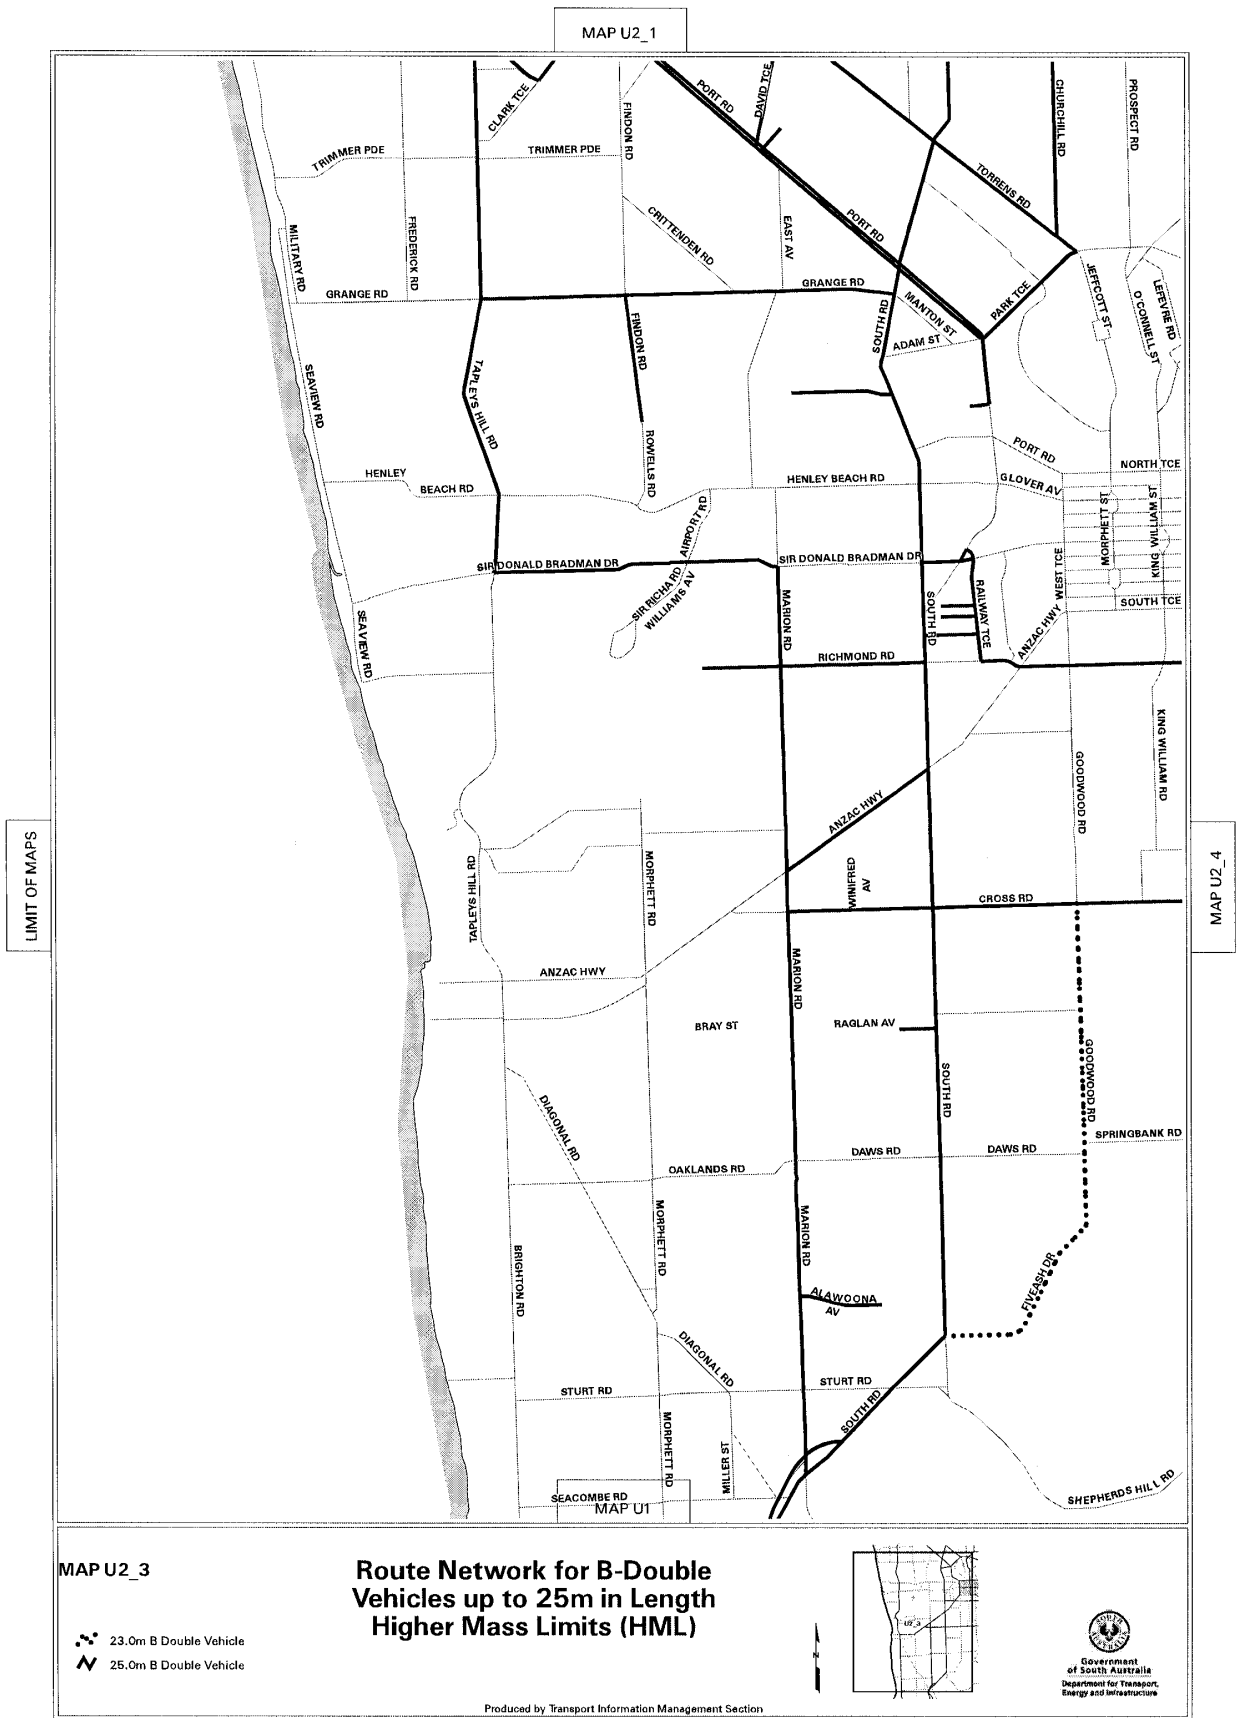 MAP U2_1
PORT RD
DAVID TCE
CLARK TCE
FINDON RD
CHURCHILL RD
PROSPECT RD
TRIMMER PDE
TRIMMER PDE
TORRENS RD
MILITARY RD
FREDERICK RD
CRITTENDEN RD
EAST AV
PORT RD
GRANGE RD
GRANGE RD
SOUTH RD
MANTON ST
ADAM ST
PARK TCE
JEFFCOTT ST
O'CONNELL ST
LEFEVRE RD
FINDON RD
SEAVIEW RD
TAPLEYS HILL RD
ROWELLS RD
HENLEY
BEACH RD
HENLEY BEACH RD
PORT RD
GLOVER AV
NORTH TCE
MORPHETT ST
KING WILLIAM ST
AIRPORT RD
SIR DONALD BRADMAN DR
SIR DONALD BRADMAN DR
SIR RICHARD
WILLIAMS AV
WEST TCE
SOUTH TCE
SEAVIEW RD
MARION RD
SOUTH RD
RAILWAY TCE
ANZAC HWY
RICHMOND RD
KING WILLIAM RD
GOODWOOD RD
ANZAC HWY
LIMIT OF MAPS
MAP U2_4
TAPLEYS HILL RD
MORPHETT RD
WINIFRED
AV
CROSS RD
ANZAC HWY
MARION RD
BRAY ST
RAGLAN AV
SOUTH RD
GOODWOOD RD
DIAGONAL RD
SPRINGBANK RD
DAWS RD
DAWS RD
OAKLANDS RD
MORPHETT RD
MARION RD
BRIGHTON RD
FIVEASH DR
ALAWOONA
AV
DIAGONAL RD
STURT RD
STURT RD
SOUTH RD
MORPHETT RD
MILLER ST
SEACOMBE RD
MAP U1
SHEPHERDS HILL RD
MAP U2_3
Route Network for B-Double
Vehicles up to 25m in Length
Higher Mass Limits (HML)
23.0m B Double Vehicle
25.0m B Double Vehicle
N
U2_3
SOUTH
AUSTRALIA
Government
of South Australia
Department for Transport,
Energy and Infrastructure
Produced by Transport Information Management Section